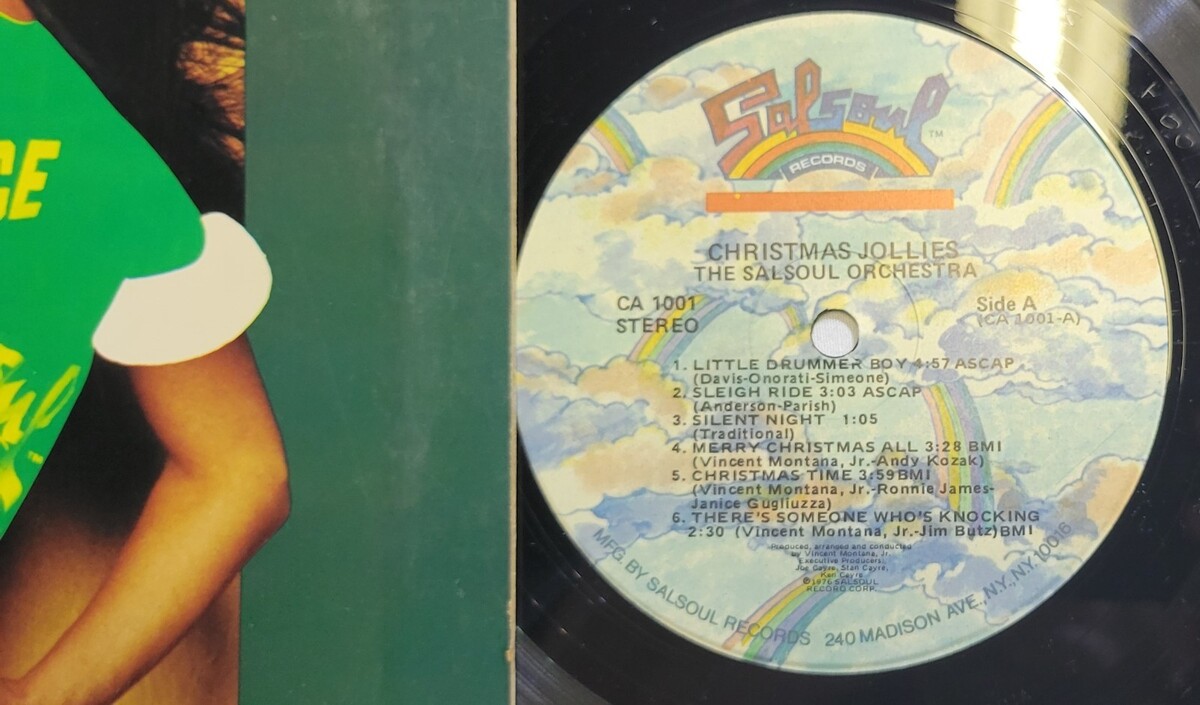 GE
Salsoul
TM
RECORDS
CHRISTMAS JOLLIES
THE SALSOUL ORCHESTRA
CA 1001
STEREO
Side A
(CA 1001-A)
1. LITTLE DRUMMER BOY 4:57 ASCAP
(Davis-Onorati-Simeone)
2. SLEIGH RIDE 3:03 ASCAP
(Anderson-Parish)
3. SILENT NIGHT 1:05
(Traditional)
4. MERRY CHRISTMAS ALL 3:28 BMI
(Vincent Montana, Jr.-Andy Kozak)
5. CHRISTMAS TIME 3:59 BMI
(Vincent Montana, Jr.-Ronnie James-
Janice Gugliuzza)
6. THERE'S SOMEONE WHO'S KNOCKING
2:30 (Vincent Montana, Jr.-Jim Butz) BMI
Produced, arranged and conducted
by Vincent Montana, Jr.
Executive Producers:
Joe Cayre, Stan Cayre,
Ken Cayre
©1976 SALSOUL
RECORD CORP.
MFG. BY SALSOUL RECORDS 240 MADISON AVE., N.Y., N.Y. 10016